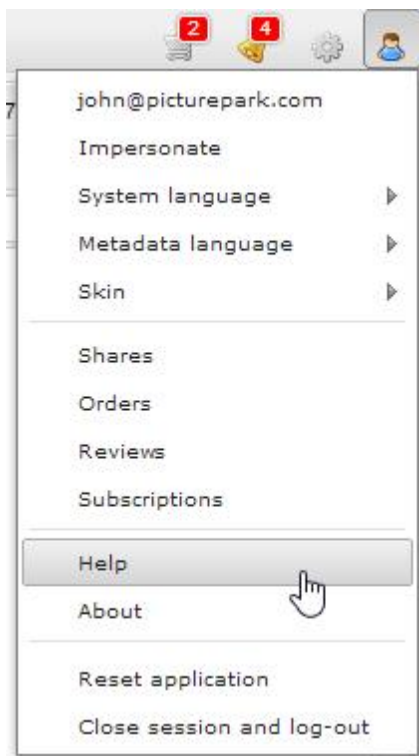 2
4
7
john@picturepark.com
Impersonate
System language
Metadata language
Skin
Shares
Orders
Reviews
Subscriptions
Help
About
Reset application
Close session and log-out